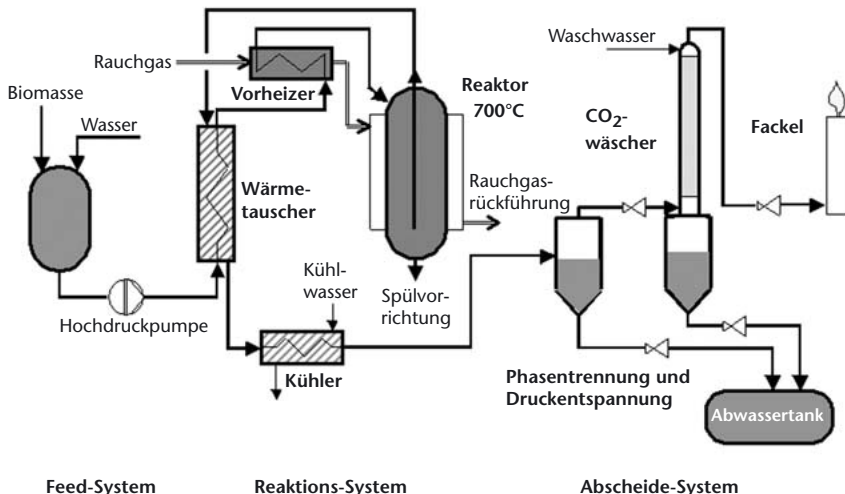 Waschwasser
Rauchgas
Vorheizer
Reaktor
700°C
Biomasse
Wasser
CO₂-
wäscher
Fackel
Wärme-
tauscher
Rauchgas-
rückführung
Kühl-
wasser
Spülvor-
richtung
Hochdruckpumpe
Kühler
Phasentrennung und
Druckentspannung
Abwassertank
Feed-System
Reaktions-System
Abscheide-System